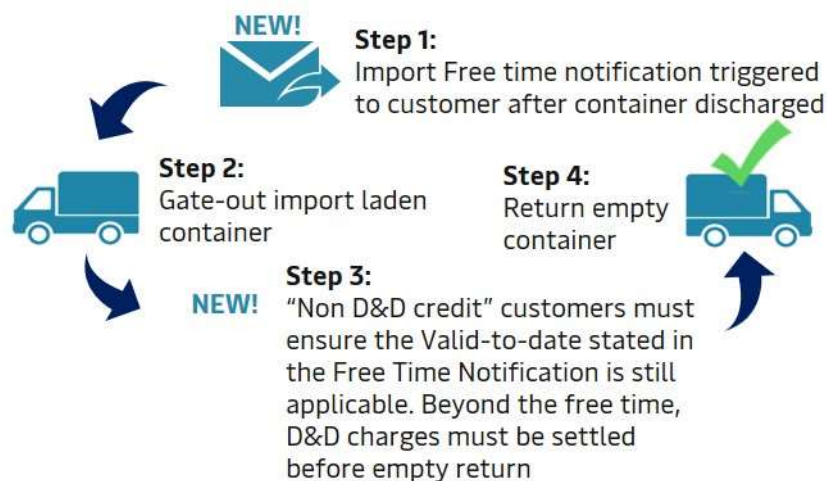 NEW!
Step 1:
Import Free time notification triggered
to customer after container discharged
Step 2:
Gate-out import laden
container
Step 4:
Return empty
container
NEW!
Step 3:
“Non D&D credit” customers must
ensure the Valid-to-date stated in
the Free Time Notification is still
applicable. Beyond the free time,
D&D charges must be settled
before empty return